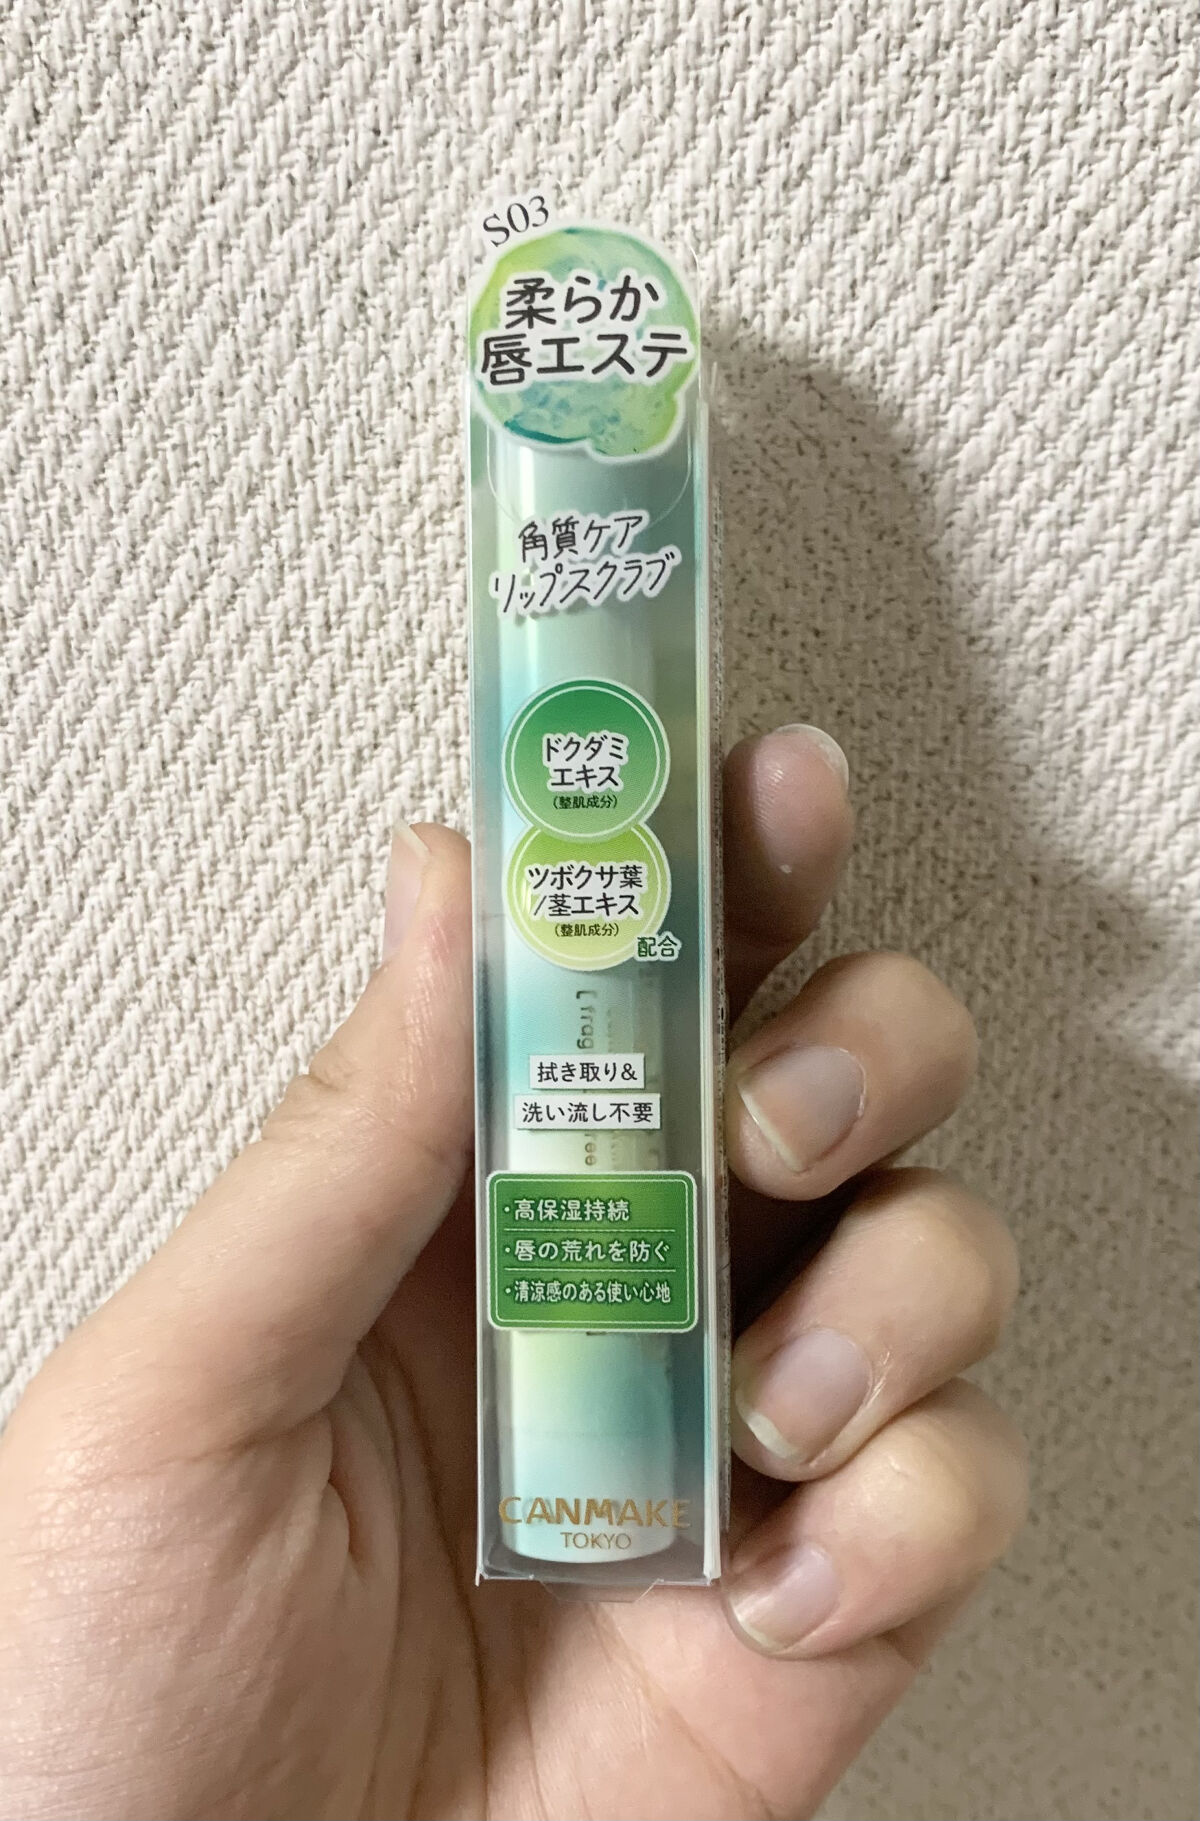 S03
柔らか
唇エステ
角質ケア
リップスクラブ
ドクダミ
エキス
(整肌成分)
ツボクサ葉
/茎エキス
(整肌成分)
配合
拭き取り&
洗い流し不要
・高保湿持続
・唇の荒れを防ぐ
・清涼感のある使い心地
CANMAKE
TOKYO